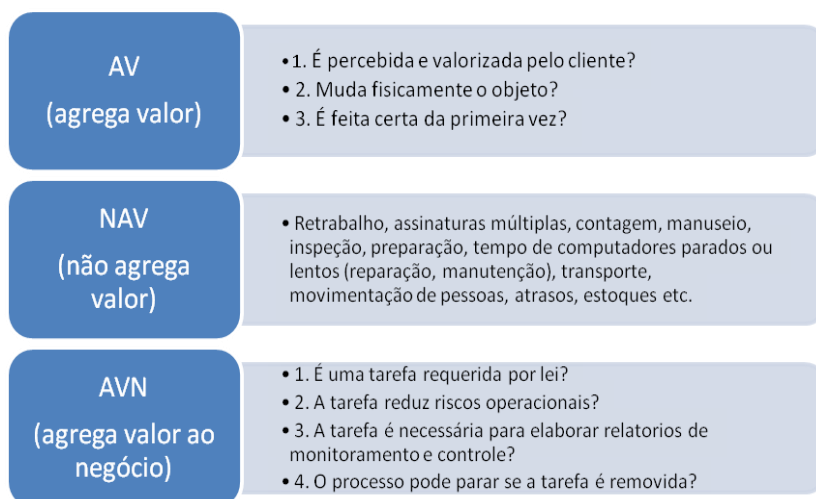 AV
(agrega valor)
• 1. É percebida e valorizada pelo cliente?
• 2. Muda fisicamente o objeto?
• 3. É feita certa da primeira vez?
NAV
(não agrega
valor)
• Retrabalho, assinaturas múltiplas, contagem, manuseio,
inspeção, preparação, tempo de computadores parados ou
lentos (reparação, manutenção), transporte,
movimentação de pessoas, atrasos, estoques etc.
AVN
(agrega valor ao
negócio)
• 1. É uma tarefa requerida por lei?
• 2. A tarefa reduz riscos operacionais?
• 3. A tarefa é necessária para elaborar relatorios de
monitoramento e controle?
• 4. O processo pode parar se a tarefa é removida?